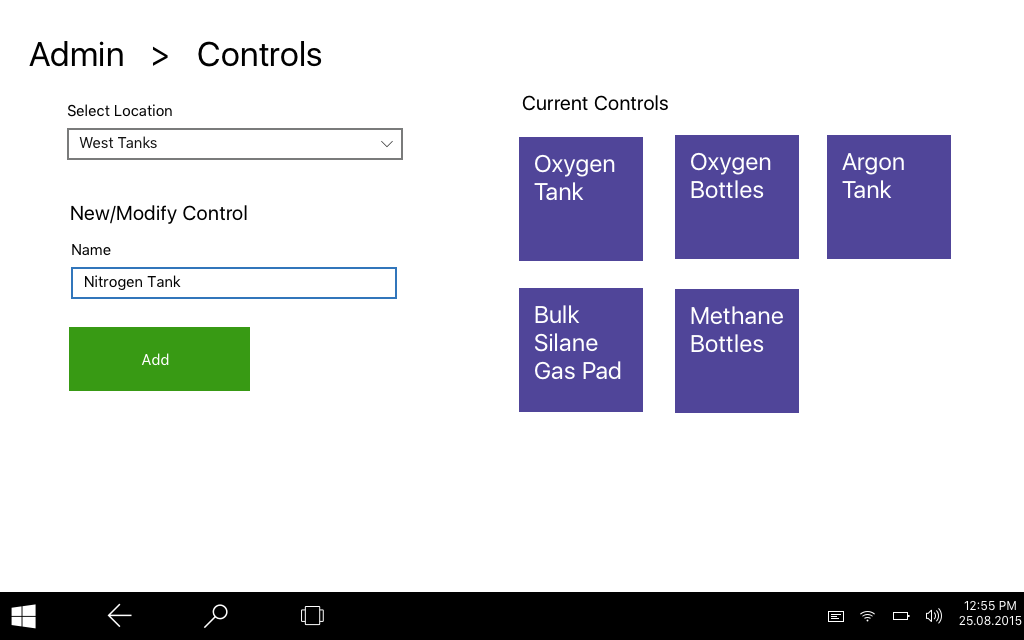 Admin > Controls
Select Location
West Tanks
New/Modify Control
Name
Nitrogen Tank
Add
Current Controls
Oxygen
Tank
Oxygen
Bottles
Argon
Tank
Bulk
Silane
Gas Pad
Methane
Bottles
12:55 PM
25.08.2015